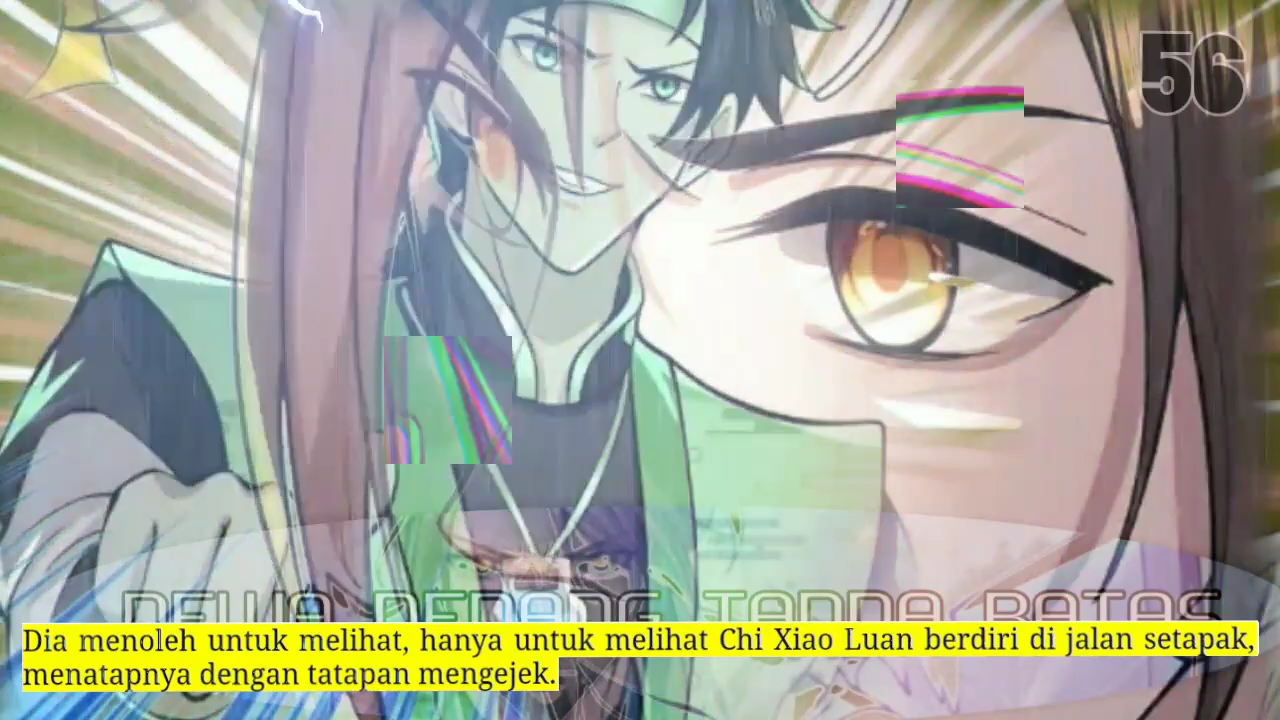 56
DEWA PEDANG TANPA BATAS
Dia menoleh untuk melihat, hanya untuk melihat Chi Xiao Luan berdiri di jalan setapak,
menatapnya dengan tatapan mengejek.